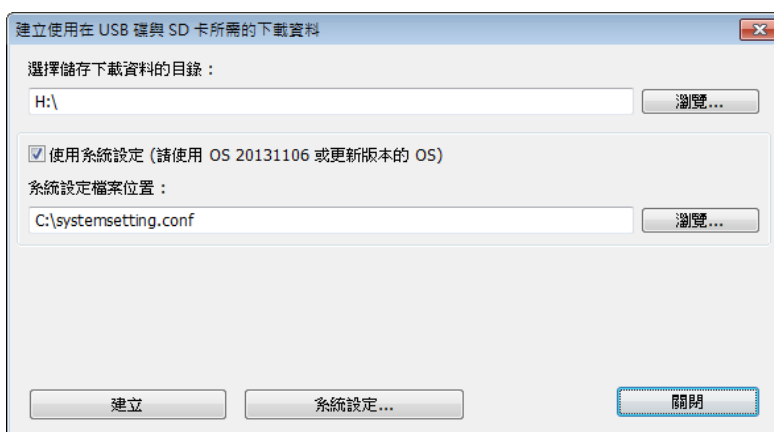 建立使用在 USB 碟與 SD 卡所需的下載資料
選擇儲存下載資料的目錄：
H:\
瀏覽...
使用系統設定 (請使用 OS 20131106 或更新版本的 OS)
系統設定檔案位置：
C:\systemsetting.conf
瀏覽...
建立
系統設定...
關閉